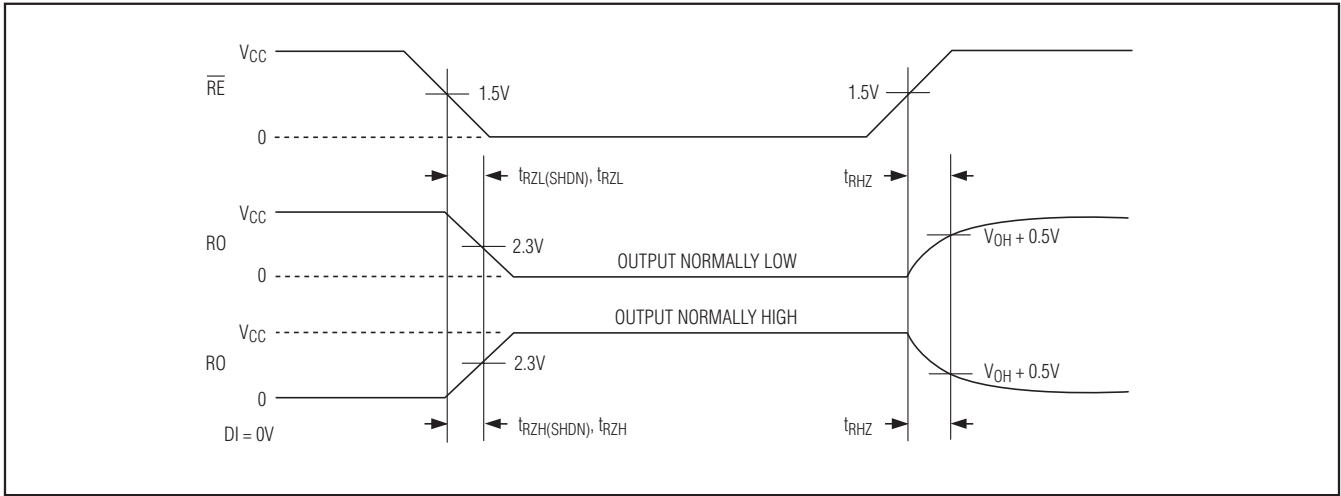 VCC
RE
1.5V
1.5V
0
tRZL(SHDN), tRZL
tRHZ
VCC
RO
2.3V
VOH + 0.5V
0
OUTPUT NORMALLY LOW
OUTPUT NORMALLY HIGH
VCC
RO
2.3V
VOH + 0.5V
0
DI = 0V
tRZH(SHDN), tRZH
tRHZ